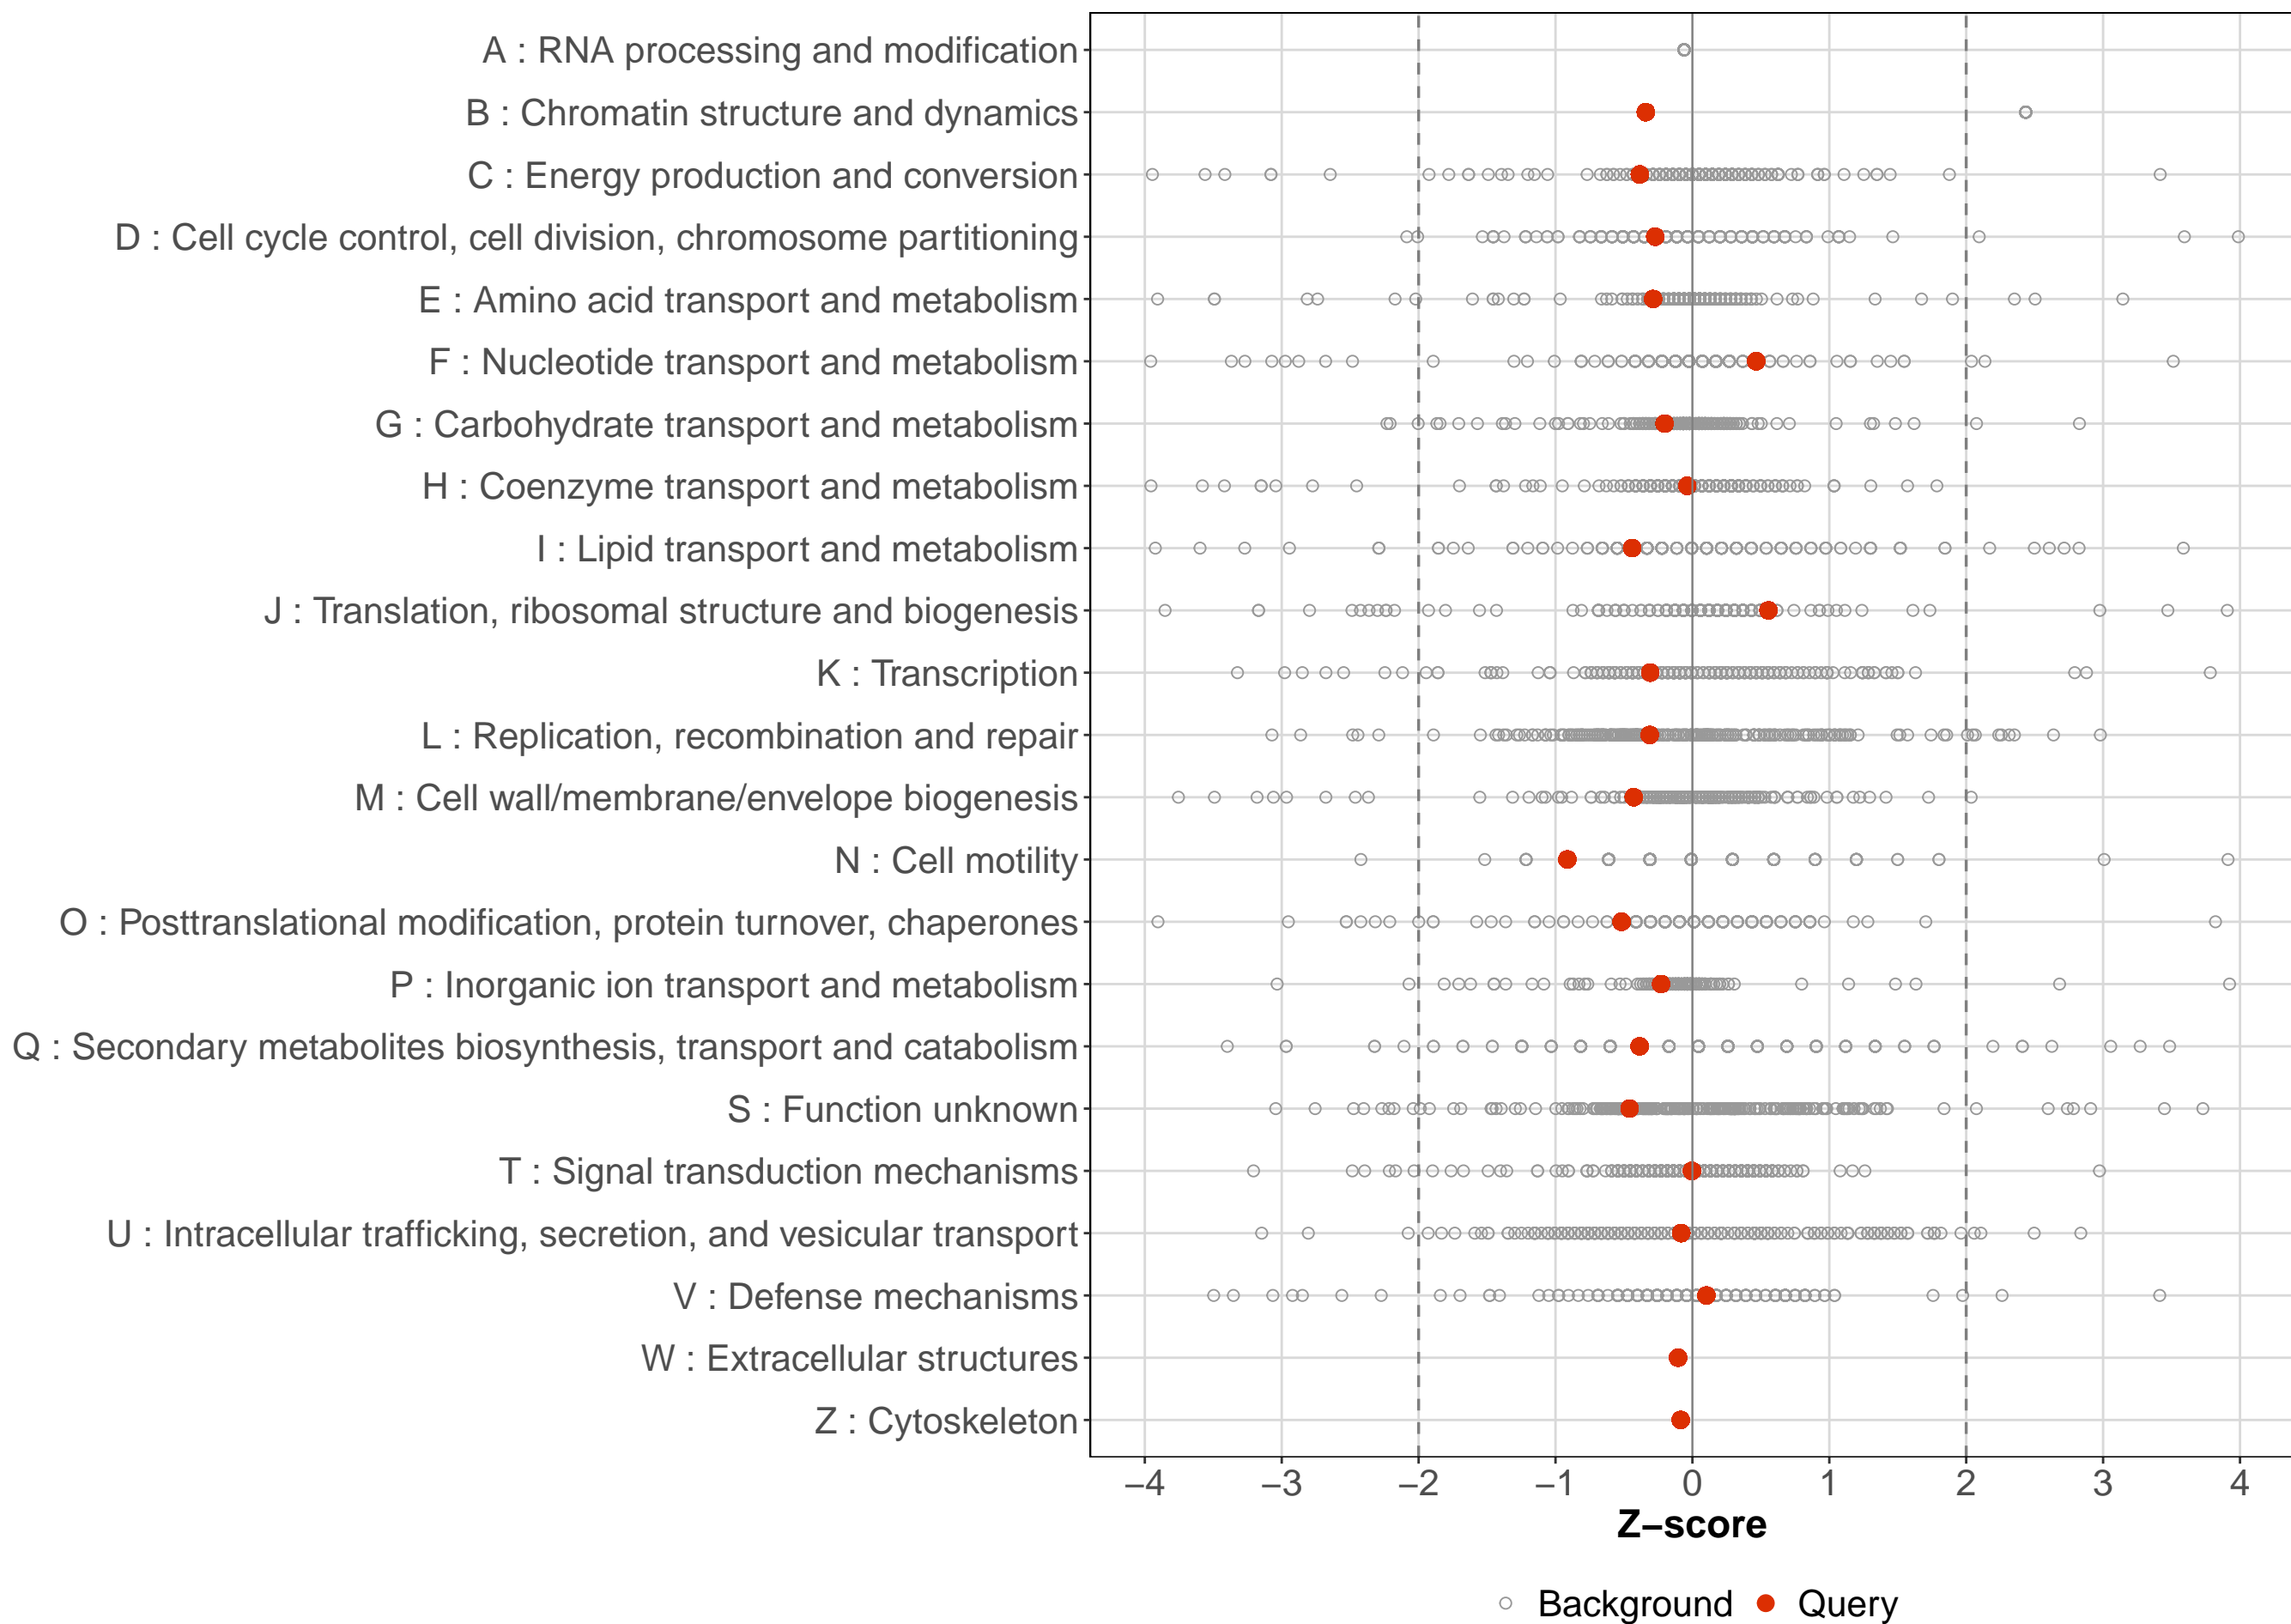 A : RNA processing and modification
B : Chromatin structure and dynamics
C : Energy production and conversion
D : Cell cycle control, cell division, chromosome partitioning
E : Amino acid transport and metabolism
F : Nucleotide transport and metabolism
G : Carbohydrate transport and metabolism
H : Coenzyme transport and metabolism
I : Lipid transport and metabolism
J : Translation, ribosomal structure and biogenesis
K : Transcription
L : Replication, recombination and repair
M : Cell wall/membrane/envelope biogenesis
N : Cell motility
O : Posttranslational modification, protein turnover, chaperones
P : Inorganic ion transport and metabolism
Q : Secondary metabolites biosynthesis, transport and catabolism
S : Function unknown
T : Signal transduction mechanisms
U : Intracellular trafficking, secretion, and vesicular transport
V : Defense mechanisms
W : Extracellular structures
Z : Cytoskeleton
−4 −3 −2 −1 0 1 2 3 4
Z−score
Background Query